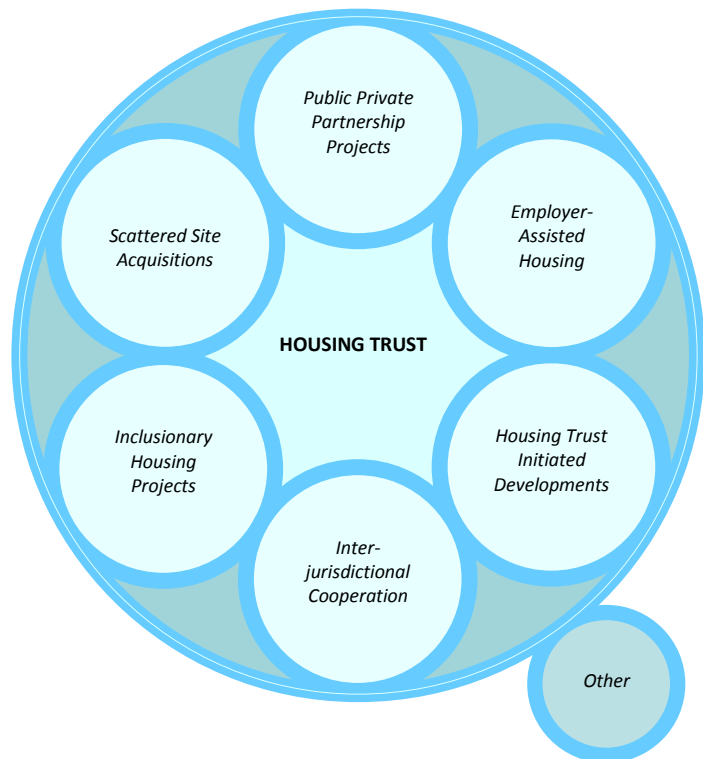 Public Private
Partnership
Projects
Scattered Site
Acquisitions
Employer-
Assisted
Housing
HOUSING TRUST
Inclusionary
Housing
Projects
Housing Trust
Initiated
Developments
Inter-
jurisdictional
Cooperation
Other